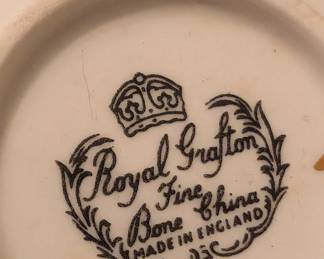 Royal Grafton
Fine
Bone China
MADE IN ENGLAND